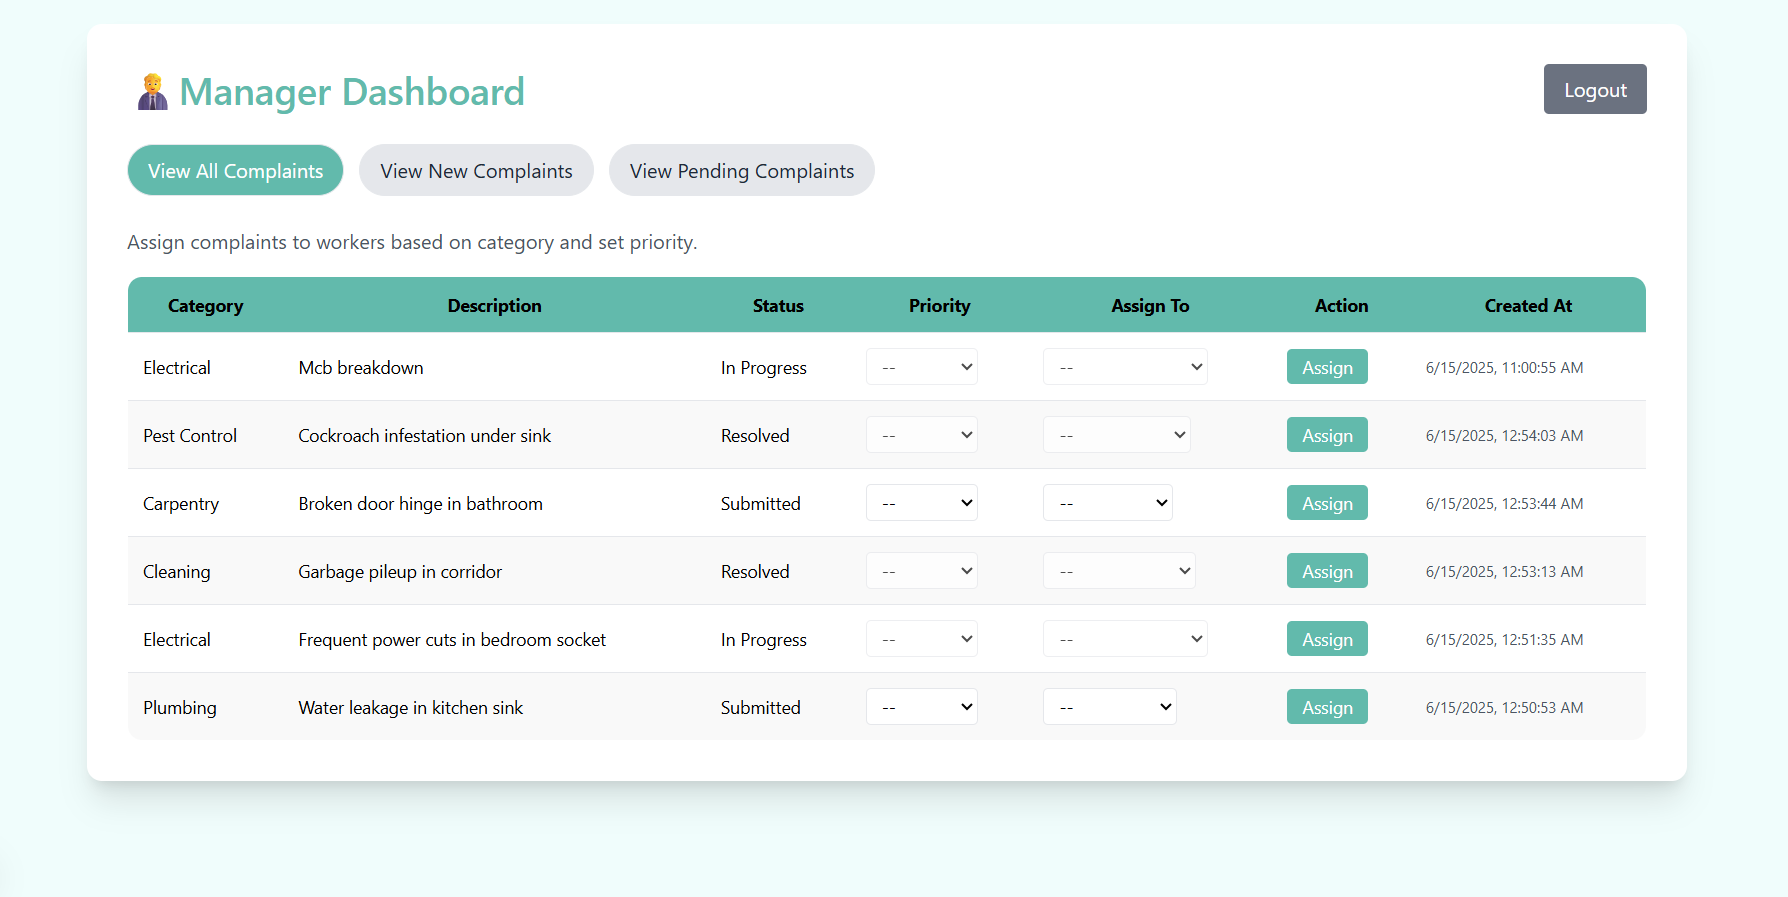 Manager Dashboard
Logout
View All Complaints View New Complaints View Pending Complaints
Assign complaints to workers based on category and set priority.
Category Description Status Priority Assign To Action Created At
Electrical Mcb breakdown In Progress -- -- Assign 6/15/2025, 11:00:55 AM
Pest Control Cockroach infestation under sink Resolved -- -- Assign 6/15/2025, 12:54:03 AM
Carpentry Broken door hinge in bathroom Submitted -- -- Assign 6/15/2025, 12:53:44 AM
Cleaning Garbage pileup in corridor Resolved -- -- Assign 6/15/2025, 12:53:13 AM
Electrical Frequent power cuts in bedroom socket In Progress -- -- Assign 6/15/2025, 12:51:35 AM
Plumbing Water leakage in kitchen sink Submitted -- -- Assign 6/15/2025, 12:50:53 AM